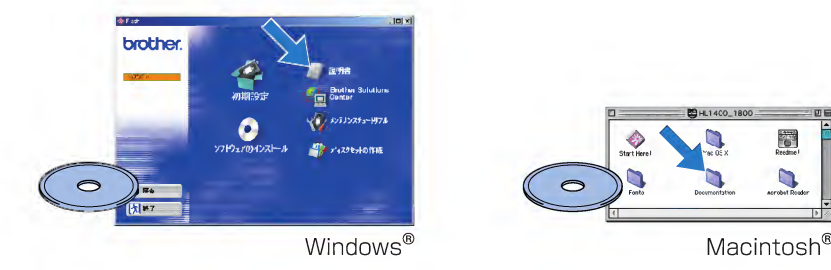 Flash
brother.
初期設定
説明書
Brother Solutions
Center
ソフトウェアのインストール
メンテナンスチュートリアル
ディスクセットの作成
戻る
終了
Windows®
HL1400_1800
Start Here!
Mac OS X
Readme!
Fonts
Documentation
Acrobat Reader
Macintosh®